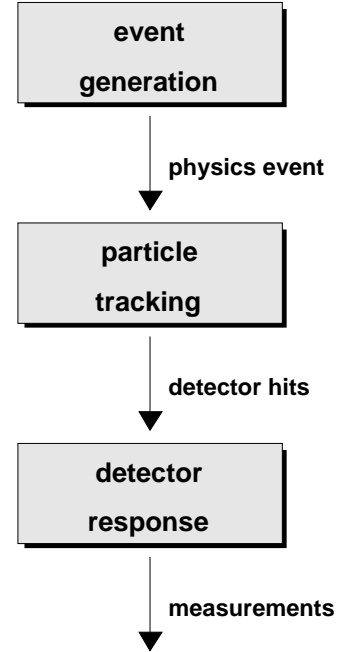 event
generation
physics event
particle
tracking
detector hits
detector
response
measurements